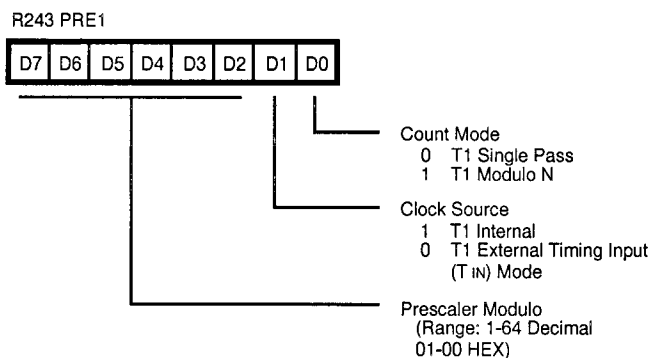 R243 PRE1
D7 D6 D5 D4 D3 D2 D1 D0
Count Mode
0 T1 Single Pass
1 T1 Modulo N
Clock Source
1 T1 Internal
0 T1 External Timing Input
(T IN) Mode
Prescaler Modulo
(Range: 1-64 Decimal
01-00 HEX)